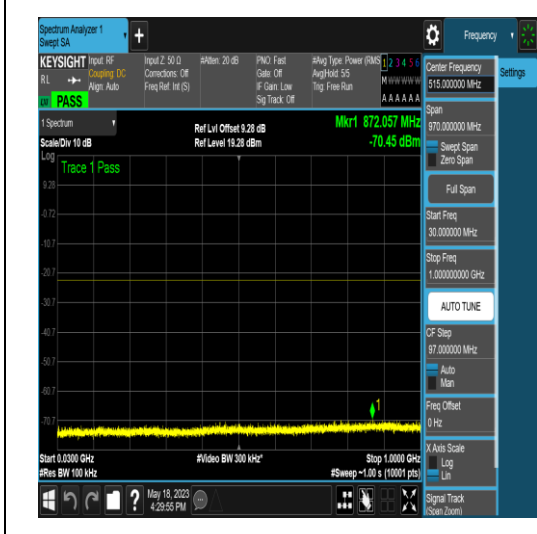 Spectrum Analyzer 1
Swept SA
+
Frequency
KEYSIGHT
Input: RF
Input Z: 50 Ω
#Atten: 20 dB
PNO: Fast
#Avg Type: Power (RMS
1 2 3 4 5 6
RL
Coupling: DC
Corrections: Off
Gate: Off
Avg|Hold: 5/5
M W W W W W
Align: Auto
Freq Ref: Int (S)
IF Gain: Low
Trig: Free Run
Sig Track: Off
A A A A A A
PASS
1 Spectrum
Scale/Div 10 dB
Ref Lvl Offset 9.28 dB
Ref Level 19.28 dBm
Mkr1 872.057 MHz
-70.45 dBm
Log
Trace 1 Pass
9.28
-0.72
-10.7
-20.7
-30.7
-40.7
-50.7
-60.7
-70.7
1
Start 0.0300 GHz
#Video BW 300 kHz*
Stop 1.0000 GHz
#Res BW 100 kHz
#Sweep ~1.00 s (10001 pts)
?
May 18, 2023
4:29:55 PM
Center Frequency
515.000000 MHz
Settings
Span
970.000000 MHz
Swept Span
Zero Span
Full Span
Start Freq
30.000000 MHz
Stop Freq
1.000000000 GHz
AUTO TUNE
CF Step
97.000000 MHz
Auto
Man
Freq Offset
0 Hz
X Axis Scale
Log
Lin
Signal Track
(Span Zoom)